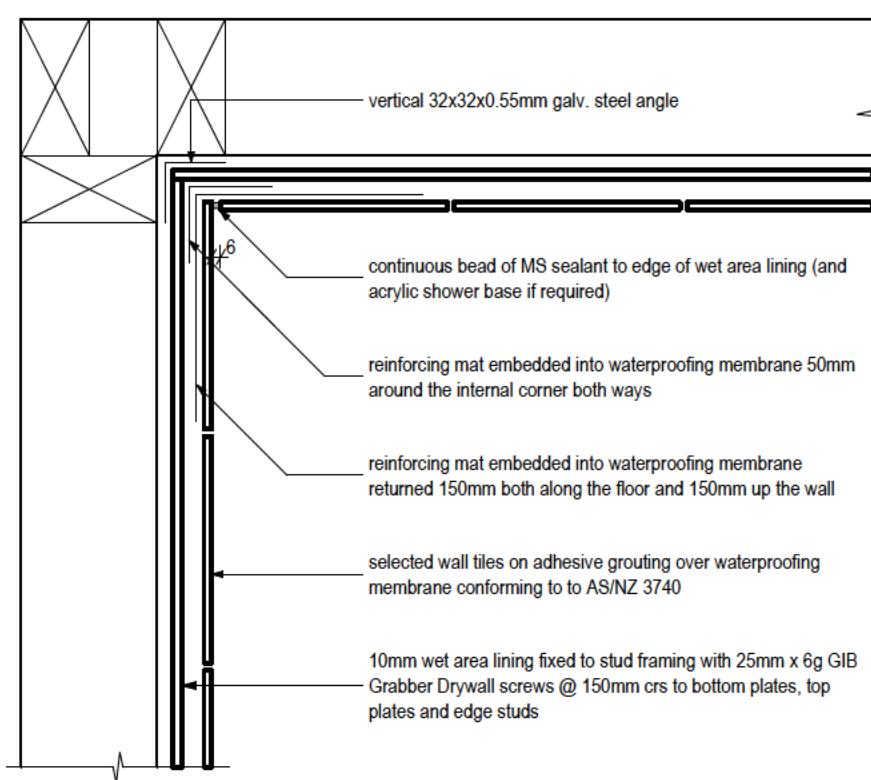 vertical 32x32x0.55mm galv. steel angle
6
continuous bead of MS sealant to edge of wet area lining (and
acrylic shower base if required)
reinforcing mat embedded into waterproofing membrane 50mm
around the internal corner both ways
reinforcing mat embedded into waterproofing membrane
returned 150mm both along the floor and 150mm up the wall
selected wall tiles on adhesive grouting over waterproofing
membrane conforming to to AS/NZ 3740
10mm wet area lining fixed to stud framing with 25mm x 6g GIB
Grabber Drywall screws @ 150mm crs to bottom plates, top
plates and edge studs